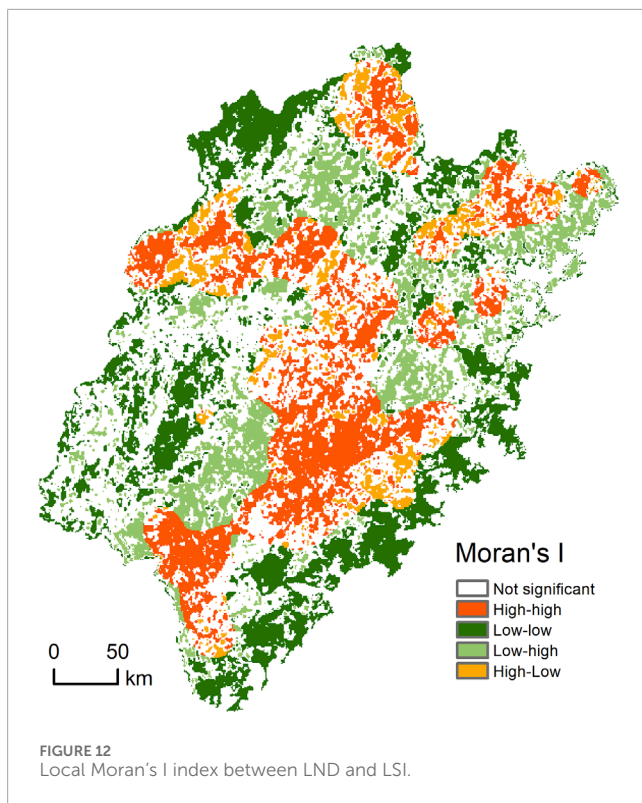 Moran's I
Not significant
High-high
Low-low
Low-high
High-Low
0 50
km
FIGURE 12
Local Moran's I index between LND and LSI.